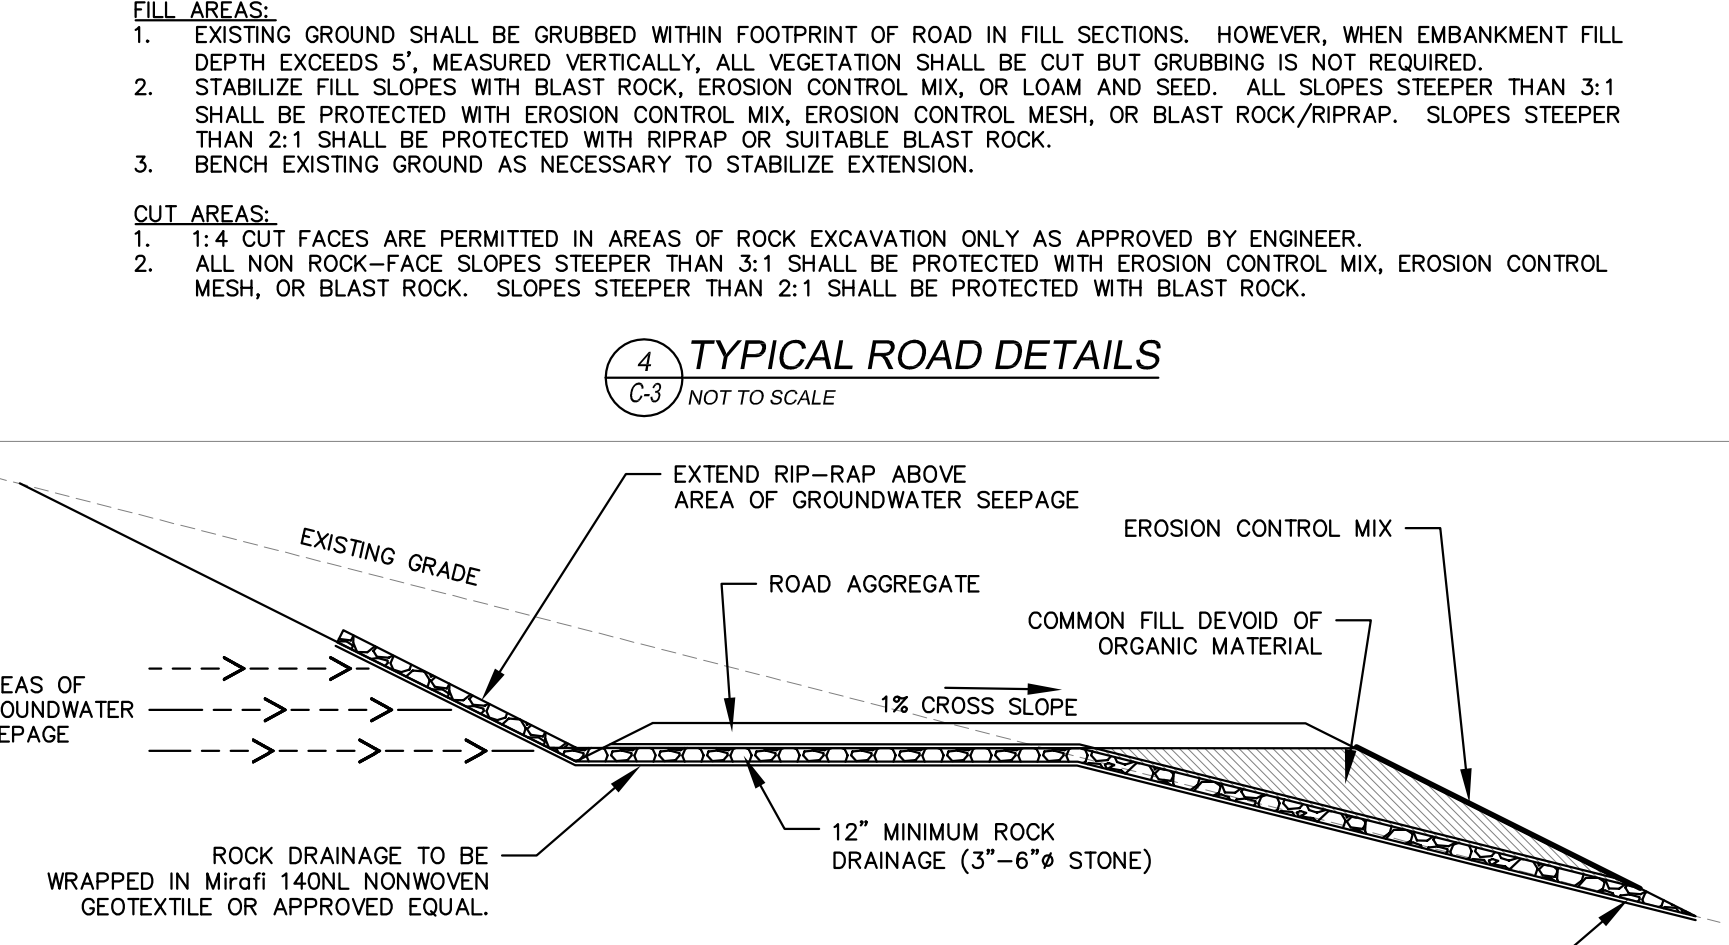 FILL AREAS:
1. EXISTING GROUND SHALL BE GRUBBED WITHIN FOOTPRINT OF ROAD IN FILL SECTIONS. HOWEVER, WHEN EMBANKMENT FILL
DEPTH EXCEEDS 5', MEASURED VERTICALLY, ALL VEGETATION SHALL BE CUT BUT GRUBBING IS NOT REQUIRED.
2. STABILIZE FILL SLOPES WITH BLAST ROCK, EROSION CONTROL MIX, OR LOAM AND SEED. ALL SLOPES STEEPER THAN 3:1
SHALL BE PROTECTED WITH EROSION CONTROL MIX, EROSION CONTROL MESH, OR BLAST ROCK/RIPRAP. SLOPES STEEPER
THAN 2:1 SHALL BE PROTECTED WITH RIPRAP OR SUITABLE BLAST ROCK.
3. BENCH EXISTING GROUND AS NECESSARY TO STABILIZE EXTENSION.
CUT AREAS:
1. 1:4 CUT FACES ARE PERMITTED IN AREAS OF ROCK EXCAVATION ONLY AS APPROVED BY ENGINEER.
2. ALL NON ROCK-FACE SLOPES STEEPER THAN 3:1 SHALL BE PROTECTED WITH EROSION CONTROL MIX, EROSION CONTROL
MESH, OR BLAST ROCK. SLOPES STEEPER THAN 2:1 SHALL BE PROTECTED WITH BLAST ROCK.
4
C-3
TYPICAL ROAD DETAILS
NOT TO SCALE
EXTEND RIP-RAP ABOVE
AREA OF GROUNDWATER SEEPAGE
EROSION CONTROL MIX
EXISTING GRADE
ROAD AGGREGATE
COMMON FILL DEVOID OF
ORGANIC MATERIAL
EAS OF
OUNDWATER
EPAGE
1% CROSS SLOPE
12" MINIMUM ROCK
DRAINAGE (3"-6"ø STONE)
ROCK DRAINAGE TO BE
WRAPPED IN Mirafi 140NL NONWOVEN
GEOTEXTILE OR APPROVED EQUAL.